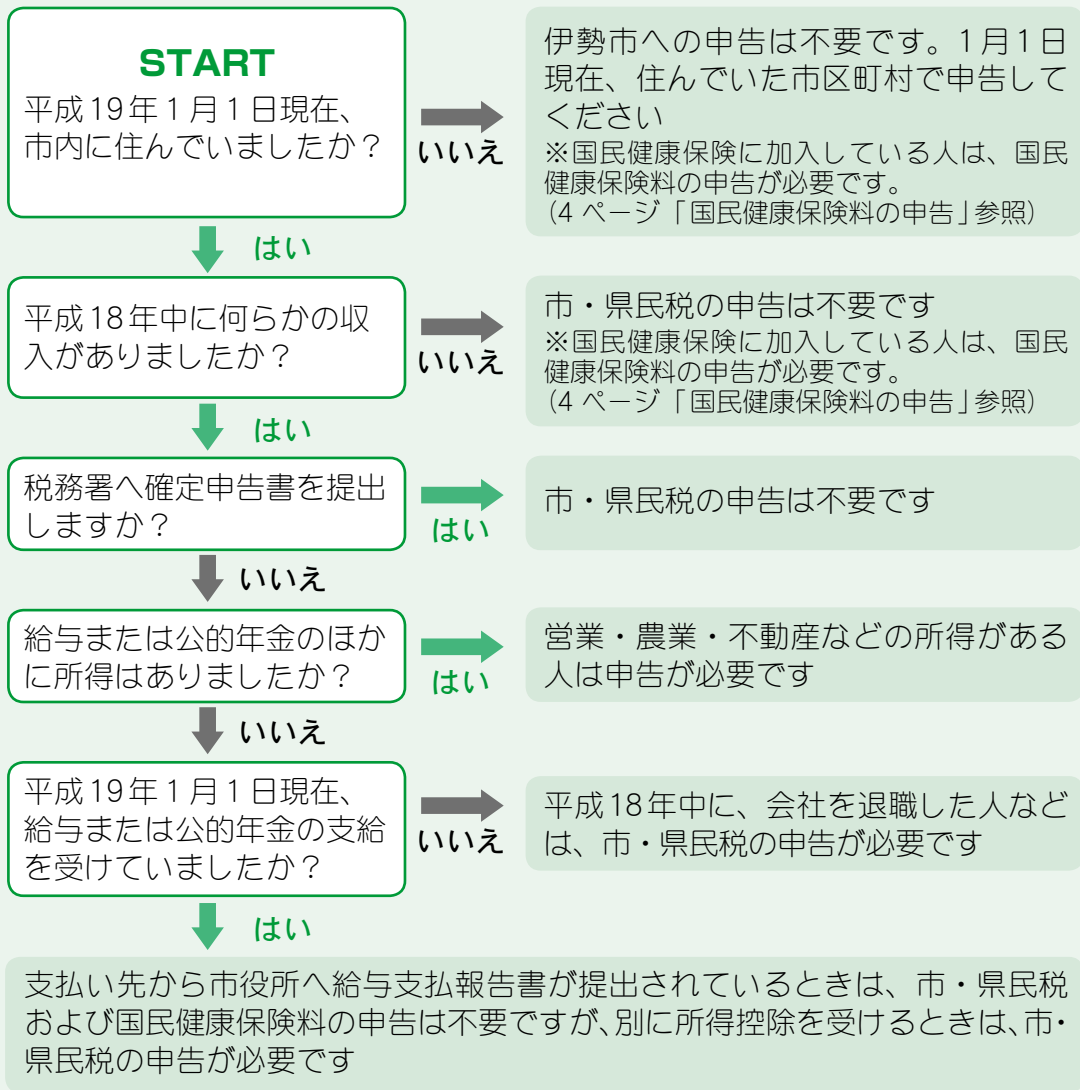 START
平成19年1月1日現在、
市内に住んでいましたか?
いいえ
伊勢市への申告は不要です。1月1日
現在、住んでいた市区町村で申告して
ください
※国民健康保険に加入している人は、国民
健康保険料の申告が必要です。
(4 ページ「国民健康保険料の申告」参照)
はい
平成18年中に何らかの収
入がありましたか?
いいえ
市・県民税の申告は不要です
※国民健康保険に加入している人は、国民
健康保険料の申告が必要です。
(4 ページ「国民健康保険料の申告」参照)
はい
税務署へ確定申告書を提出
しますか?
はい
市・県民税の申告は不要です
いいえ
給与または公的年金のほか
に所得はありましたか?
はい
営業・農業・不動産などの所得がある
人は申告が必要です
いいえ
平成19年1月1日現在、
給与または公的年金の支給
を受けていましたか?
いいえ
平成18年中に、会社を退職した人など
は、市・県民税の申告が必要です
はい
支払い先から市役所へ給与支払報告書が提出されているときは、市・県民税
および国民健康保険料の申告は不要ですが、別に所得控除を受けるときは、市・
県民税の申告が必要です